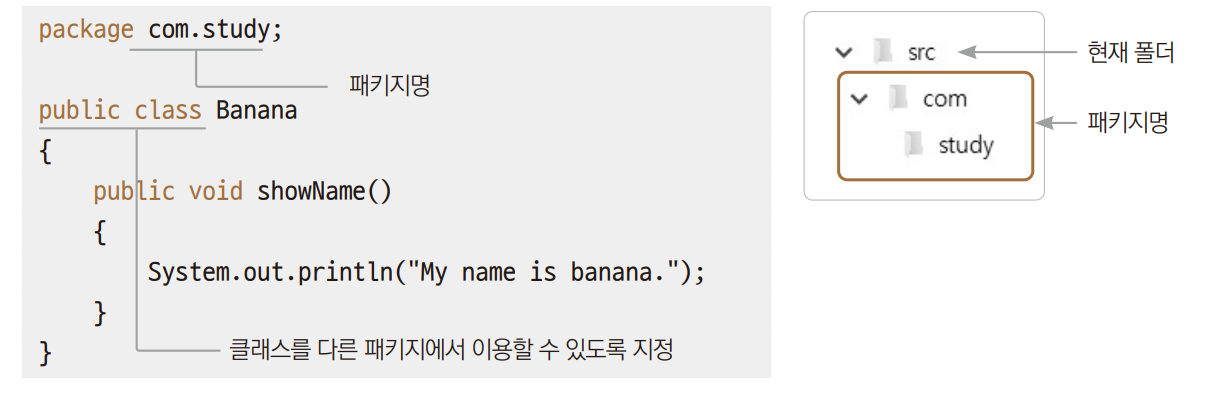 package com.study;
패키지명
public class Banana
{
public void showName()
{
System.out.println("My name is banana.");
}
}
클래스를 다른 패키지에서 이용할 수 있도록 지정
src
현재 폴더
com
패키지명
study